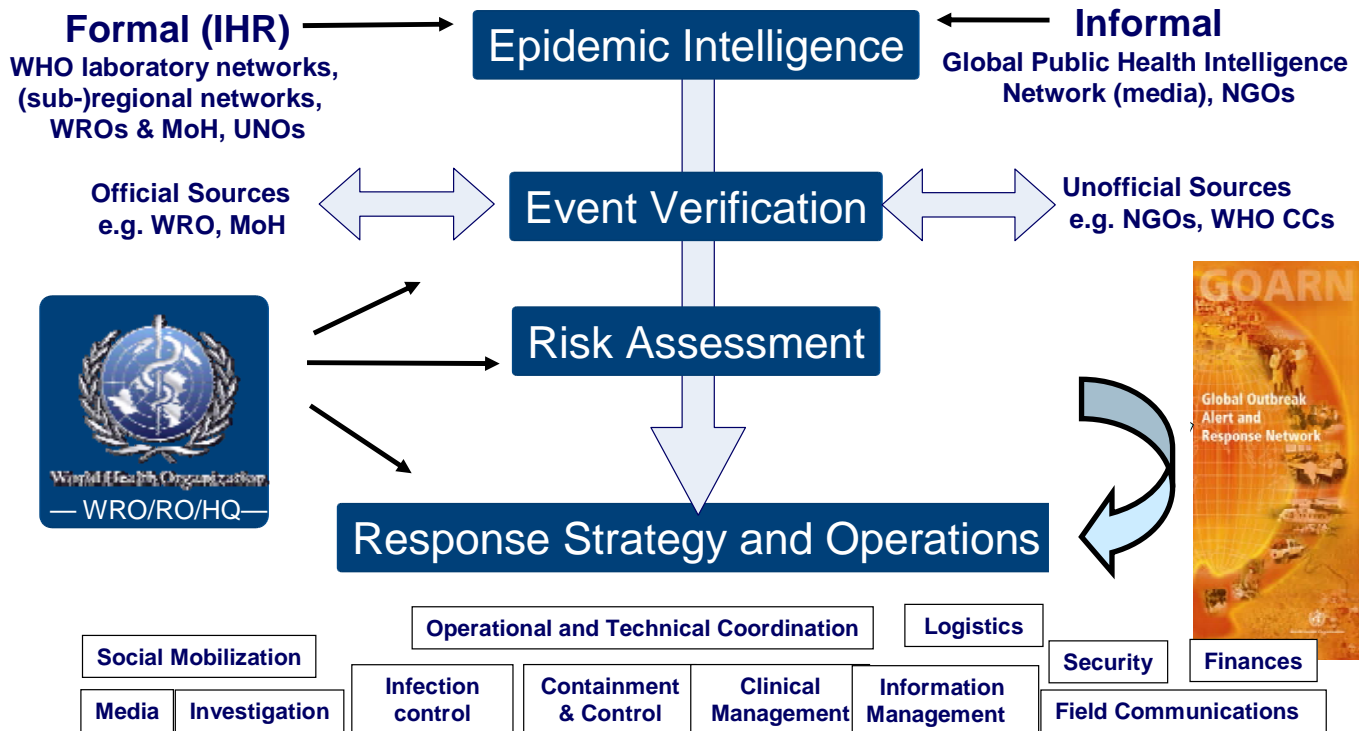 Formal (IHR)
WHO laboratory networks,
(sub-)regional networks,
WROs & MoH, UNOs
Epidemic Intelligence
Informal
Global Public Health Intelligence
Network (media), NGOs
Official Sources
e.g. WRO, MoH
Event Verification
Unofficial Sources
e.g. NGOs, WHO CCs
World Health Organization
— WRO/RO/HQ—
Risk Assessment
GOARN
Global Outbreak
Alert and
Response Network
Response Strategy and Operations
Operational and Technical Coordination
Logistics
Social Mobilization
Security
Finances
Media
Investigation
Infection
control
Containment
& Control
Clinical
Management
Information
Management
Field Communications